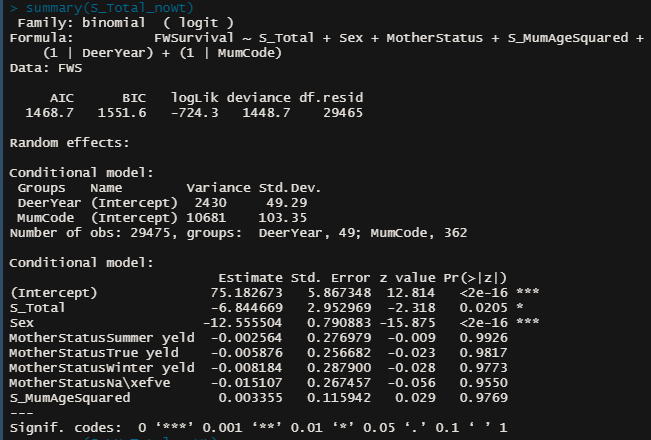 > summary(S_Total_noWt)
Family: binomial  ( logit )
Formula:          FWSurvival ~ S_Total + Sex + MotherStatus + S_MumAgeSquared +
(1 | DeerYear) + (1 | MumCode)
Data: FWS
AIC      BIC   logLik deviance df.resid
1468.7   1551.6   -724.3   1448.7    29465
Random effects:
Conditional model:
Groups   Name        Variance Std.Dev.
DeerYear (Intercept)  2430     49.29
MumCode  (Intercept) 10681    103.35
Number of obs: 29475, groups:  DeerYear, 49; MumCode, 362
Conditional model:
Estimate Std. Error z value Pr(>|z|)
(Intercept)              75.182673   5.867348  12.814   <2e-16 ***
S_Total                  -6.844669   2.952969  -2.318   0.0205 *
Sex                     -12.555504   0.790883 -15.875   <2e-16 ***
MotherStatusSummer yeld  -0.002564   0.276979  -0.009   0.9926
MotherStatusTrue yeld    -0.005876   0.256682  -0.023   0.9817
MotherStatusWinter yeld  -0.008184   0.287900  -0.028   0.9773
MotherStatusNa\xefve     -0.015107   0.267457  -0.056   0.9550
S_MumAgeSquared           0.003355   0.115942   0.029   0.9769
---
Signif. codes:  0 ‘***’ 0.001 ‘**’ 0.01 ‘*’ 0.05 ‘.’ 0.1 ‘ ’ 1